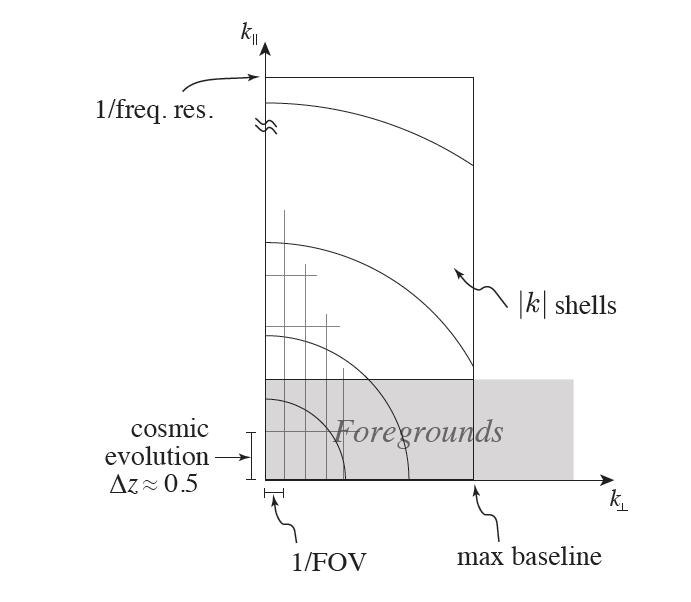 k∥
1/freq. res.
|k| shells
Foregrounds
cosmic
evolution
Δz ≈ 0.5
k⊥
1/FOV
max baseline